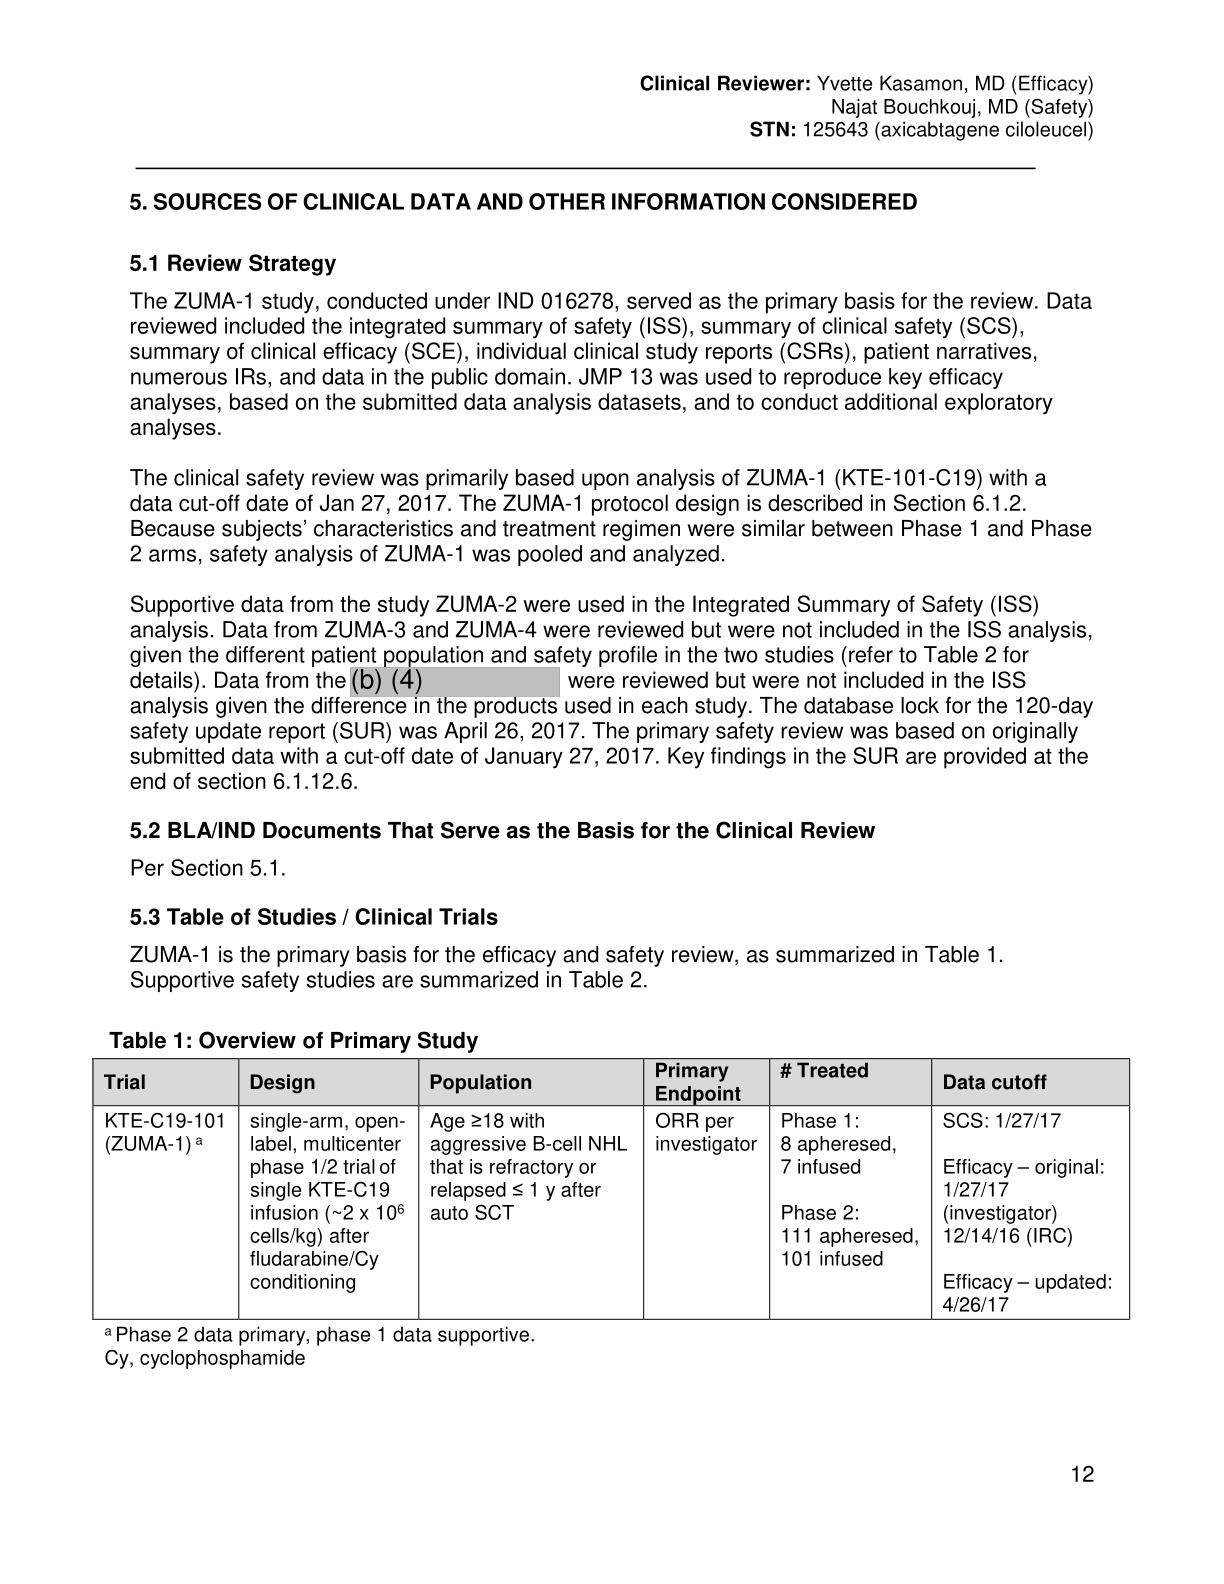 Clinical Reviewer: Yvette Kasamon, MD (Efficacy)
Najat Bouchkouj, MD (Safety)
STN: 125643 (axicabtagene ciloleucel)
5. SOURCES OF CLINICAL DATA AND OTHER INFORMATION CONSIDERED
5.1 Review Strategy
The ZUMA-1 study, conducted under IND 016278, served as the primary basis for the review. Data
reviewed included the integrated summary of safety (ISS), summary of clinical safety (SCS),
summary of clinical efficacy (SCE), individual clinical study reports (CSRs), patient narratives,
numerous IRs, and data in the public domain. JMP 13 was used to reproduce key efficacy
analyses, based on the submitted data analysis datasets, and to conduct additional exploratory
analyses.
The clinical safety review was primarily based upon analysis of ZUMA-1 (KTE-101-C19) with a
data cut-off date of Jan 27, 2017. The ZUMA-1 protocol design is described in Section 6.1.2.
Because subjects’ characteristics and treatment regimen were similar between Phase 1 and Phase
2 arms, safety analysis of ZUMA-1 was pooled and analyzed.
Supportive data from the study ZUMA-2 were used in the Integrated Summary of Safety (ISS)
analysis. Data from ZUMA-3 and ZUMA-4 were reviewed but were not included in the ISS analysis,
given the different patient population and safety profile in the two studies (refer to Table 2 for
details). Data from the (b) (4) were reviewed but were not included in the ISS
analysis given the difference in the products used in each study. The database lock for the 120-day
safety update report (SUR) was April 26, 2017. The primary safety review was based on originally
submitted data with a cut-off date of January 27, 2017. Key findings in the SUR are provided at the
end of section 6.1.12.6.
5.2 BLA/IND Documents That Serve as the Basis for the Clinical Review
Per Section 5.1.
5.3 Table of Studies / Clinical Trials
ZUMA-1 is the primary basis for the efficacy and safety review, as summarized in Table 1.
Supportive safety studies are summarized in Table 2.
Table 1: Overview of Primary Study
Trial
Design
Population
Primary
Endpoint
# Treated
Data cutoff
KTE-C19-101
(ZUMA-1) a
single-arm, open-
label, multicenter
phase 1/2 trial of
single KTE-C19
infusion (~2 x 10⁶
cells/kg) after
fludarabine/Cy
conditioning
Age ≥18 with
aggressive B-cell NHL
that is refractory or
relapsed ≤ 1 y after
auto SCT
ORR per
investigator
Phase 1:
8 apheresed,
7 infused
Phase 2:
111 apheresed,
101 infused
SCS: 1/27/17
Efficacy – original:
1/27/17
(investigator)
12/14/16 (IRC)
Efficacy – updated:
4/26/17
a Phase 2 data primary, phase 1 data supportive.
Cy, cyclophosphamide
12